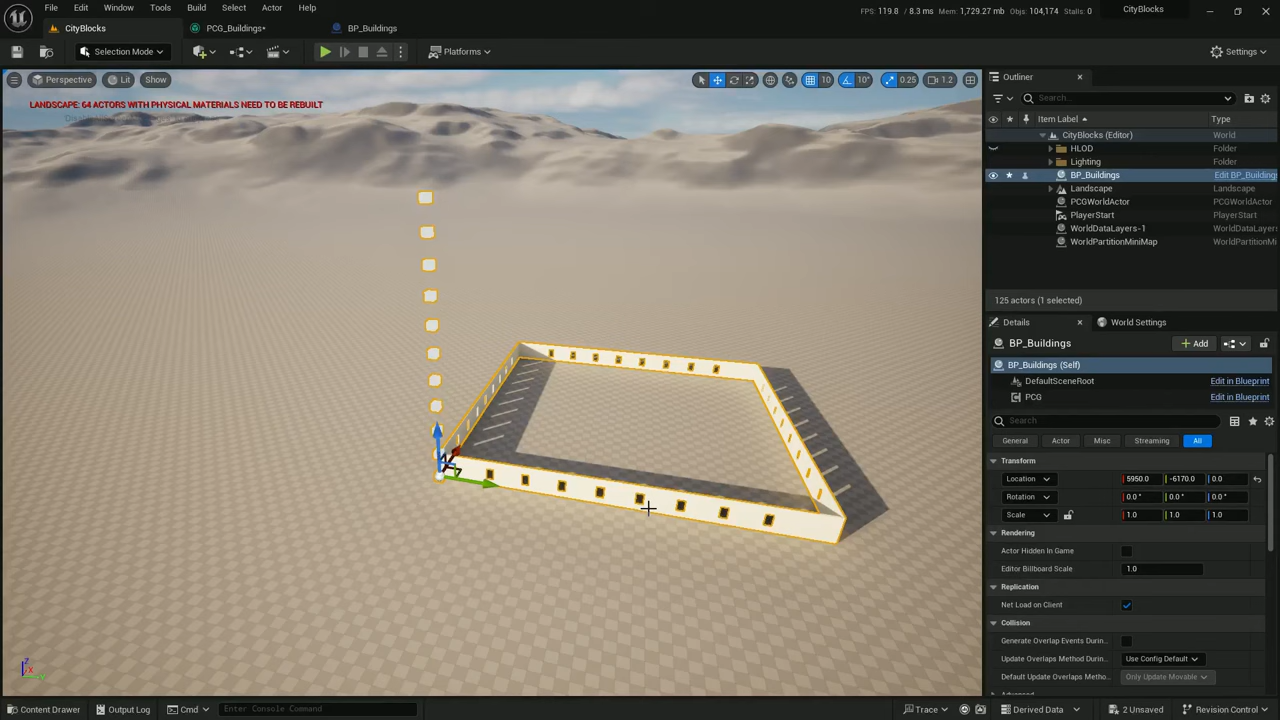 File Edit Window Tools Build Select Actor Help
FPS: 119.8 / 8.3 ms Mem: 1,729.27 mb Objs: 104,174 Stalls: 0
CityBlocks
CityBlocks
PCG_Buildings*
BP_Buildings
Selection Mode
Platforms
Settings
Perspective
Lit
Show
10
10°
0.25
1.2
LANDSCAPE: 64 ACTORS WITH PHYSICAL MATERIALS NEED TO BE REBUILT
Outliner
Search...
Item Label
Type
CityBlocks (Editor) World
HLOD Folder
Lighting Folder
BP_Buildings Edit BP_Building
Landscape Landscape
PCGWorldActor PCGWorldActor
PlayerStart PlayerStart
WorldDataLayers-1 WorldDataLayer
WorldPartitionMiniMap WorldPartitionMi
125 actors (1 selected)
Details
World Settings
BP_Buildings
Add
BP_Buildings (Self)
DefaultSceneRoot Edit in Blueprint
PCG Edit in Blueprint
Search
General Actor Misc Streaming All
Transform
Location 5950.0 -6170.0 0.0
Rotation 0.0° 0.0° 0.0°
Scale 1.0 1.0 1.0
Rendering
Actor Hidden In Game
Editor Billboard Scale 1.0
Replication
Net Load on Client
Collision
Generate Overlap Events Durin...
Update Overlaps Method Durin... Use Config Default
Default Update Overlaps Metho... Only Update Movable
Advanced
Content Drawer
Output Log
Cmd
Enter Console Command
Trace
Derived Data
2 Unsaved
Revision Control